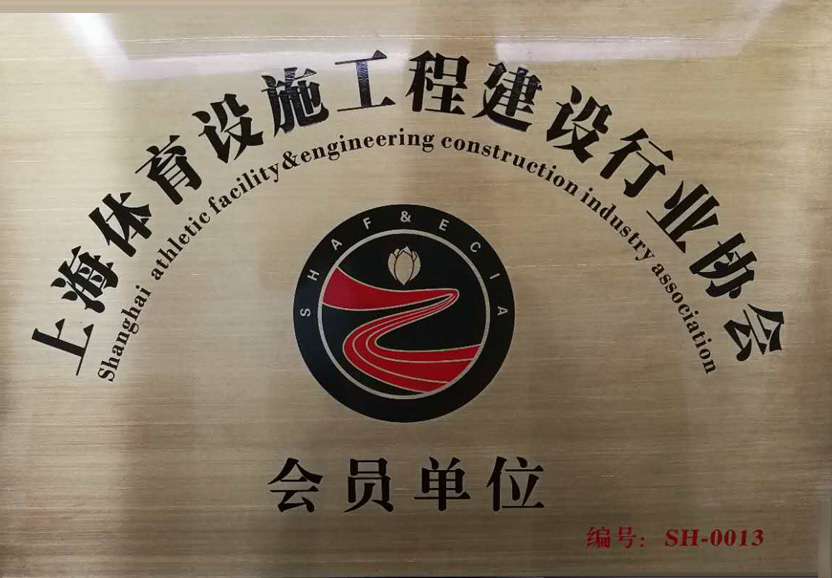 上海体育设施工程建设行业协会
Shanghai athletic facility&engineering construction industry association
SHAF&ECIA
会员单位
编号：SH-0013